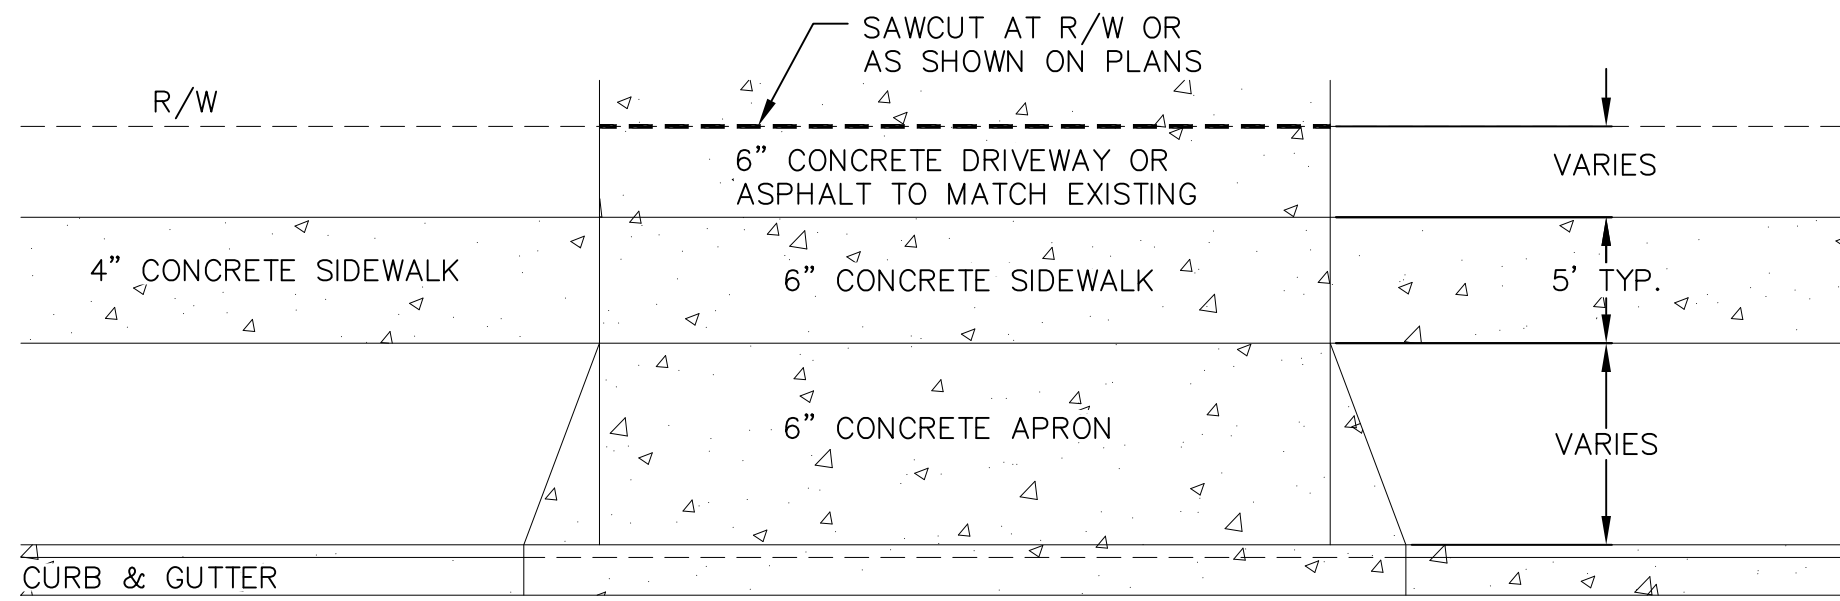 SAWCUT AT R/W OR
AS SHOWN ON PLANS
R/W
6” CONCRETE DRIVEWAY OR
ASPHALT TO MATCH EXISTING
VARIES
4” CONCRETE SIDEWALK
6” CONCRETE SIDEWALK
5’ TYP.
6” CONCRETE APRON
VARIES
CURB & GUTTER